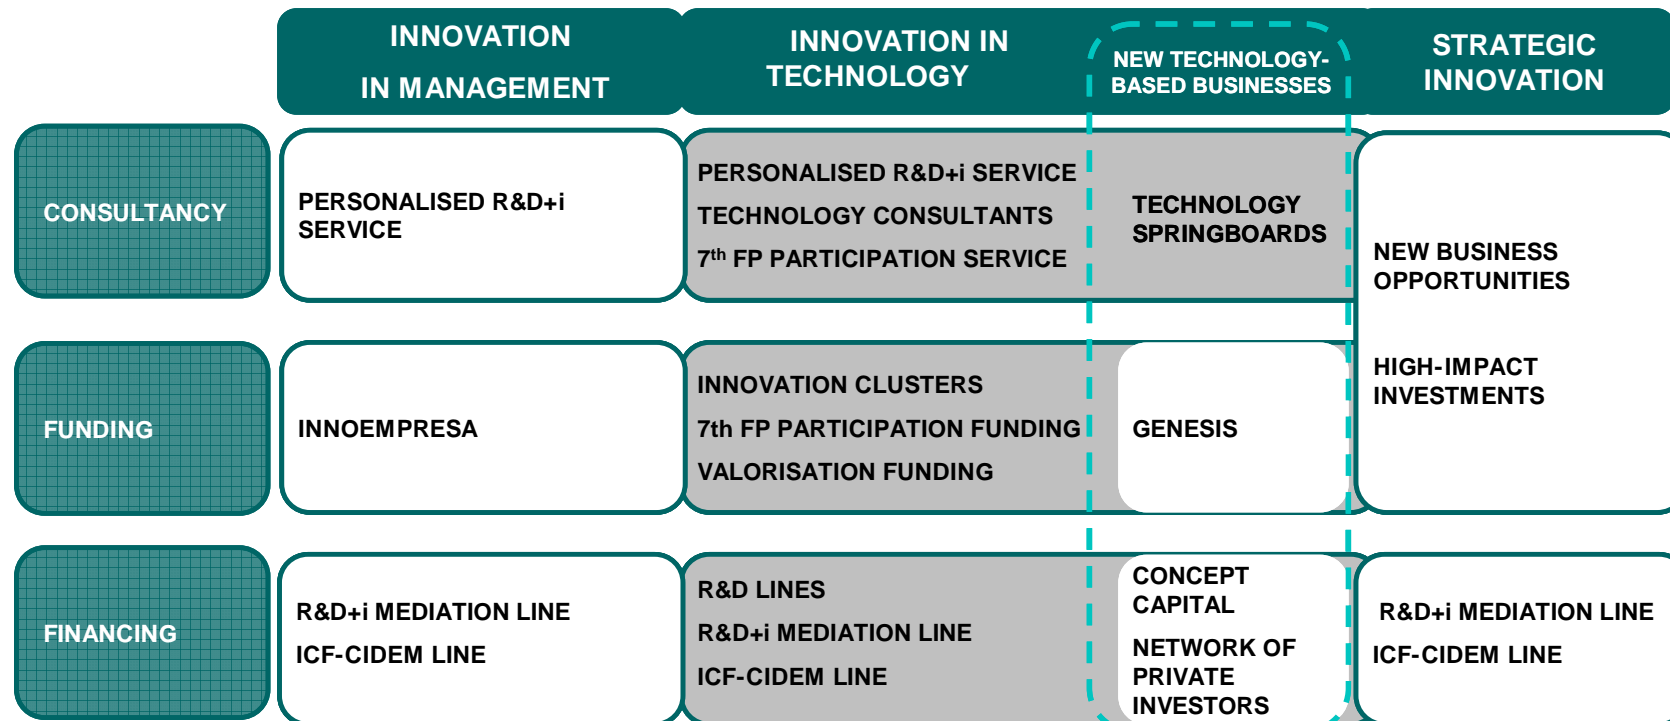 INNOVATION
IN MANAGEMENT
INNOVATION IN
TECHNOLOGY
NEW TECHNOLOGY-
BASED BUSINESSES
STRATEGIC
INNOVATION
CONSULTANCY
PERSONALISED R&D+i
SERVICE
PERSONALISED R&D+i SERVICE
TECHNOLOGY CONSULTANTS
7th FP PARTICIPATION SERVICE
TECHNOLOGY
SPRINGBOARDS
NEW BUSINESS
OPPORTUNITIES
HIGH-IMPACT
INVESTMENTS
FUNDING
INNOEMPRESA
INNOVATION CLUSTERS
7th FP PARTICIPATION FUNDING
VALORISATION FUNDING
GENESIS
FINANCING
R&D+i MEDIATION LINE
ICF-CIDEM LINE
R&D LINES
R&D+i MEDIATION LINE
ICF-CIDEM LINE
CONCEPT
CAPITAL
NETWORK OF
PRIVATE
INVESTORS
R&D+i MEDIATION LINE
ICF-CIDEM LINE